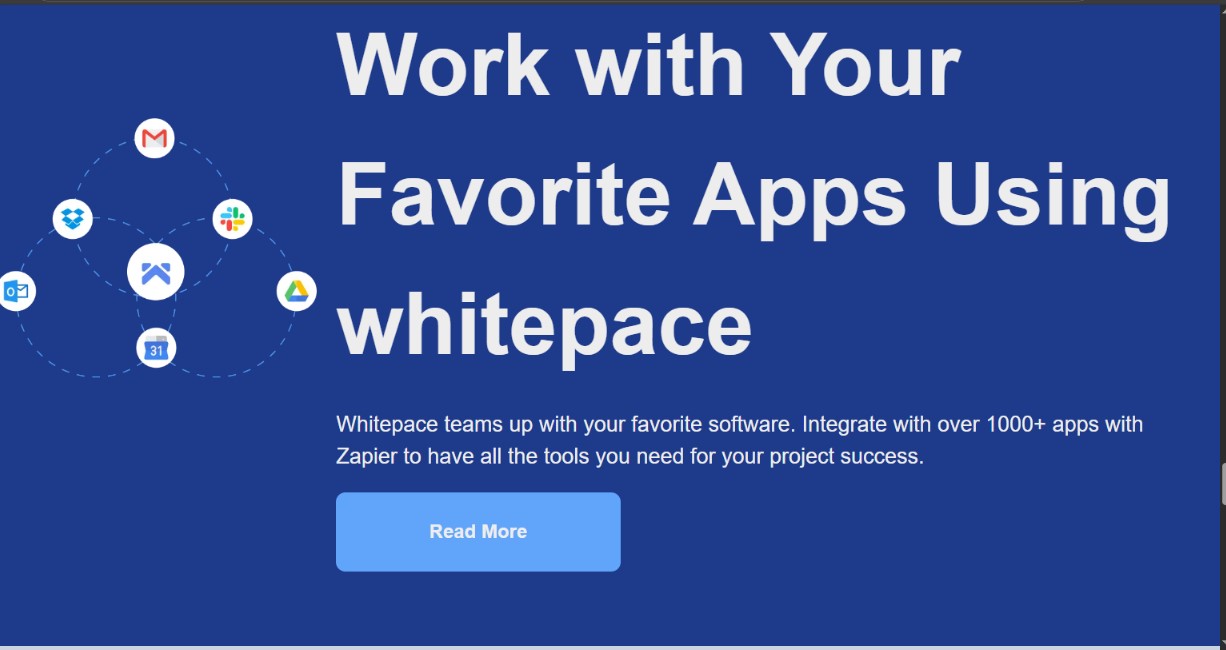 Work with Your
Favorite Apps Using
whitepace
Whitepace teams up with your favorite software. Integrate with over 1000+ apps with
Zapier to have all the tools you need for your project success.
Read More
31